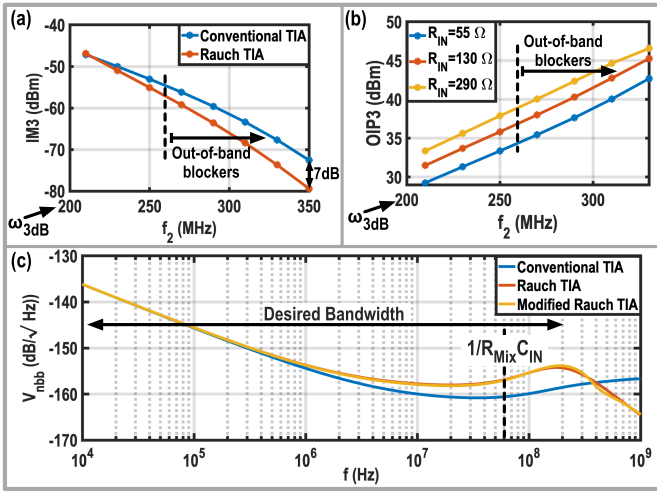 (a)
Conventional TIA
Rauch TIA
-40
-50
-60
-70
-80
IM3 (dBm)
Out-of-band
blockers
7dB
200
250
300
350
f2 (MHz)
ω3dB
(b)
RIN=55 Ω
RIN=130 Ω
RIN=290 Ω
Out-of-band
blockers
50
45
40
35
30
OIP3 (dBm)
200
250
300
f2 (MHz)
ω3dB
(c)
Conventional TIA
Rauch TIA
Modified Rauch TIA
-130
-140
-150
-160
-170
Vnbb (dB/√Hz))
Desired Bandwidth
1/RMixCIN
10^4
10^5
10^6
10^7
10^8
10^9
f (Hz)